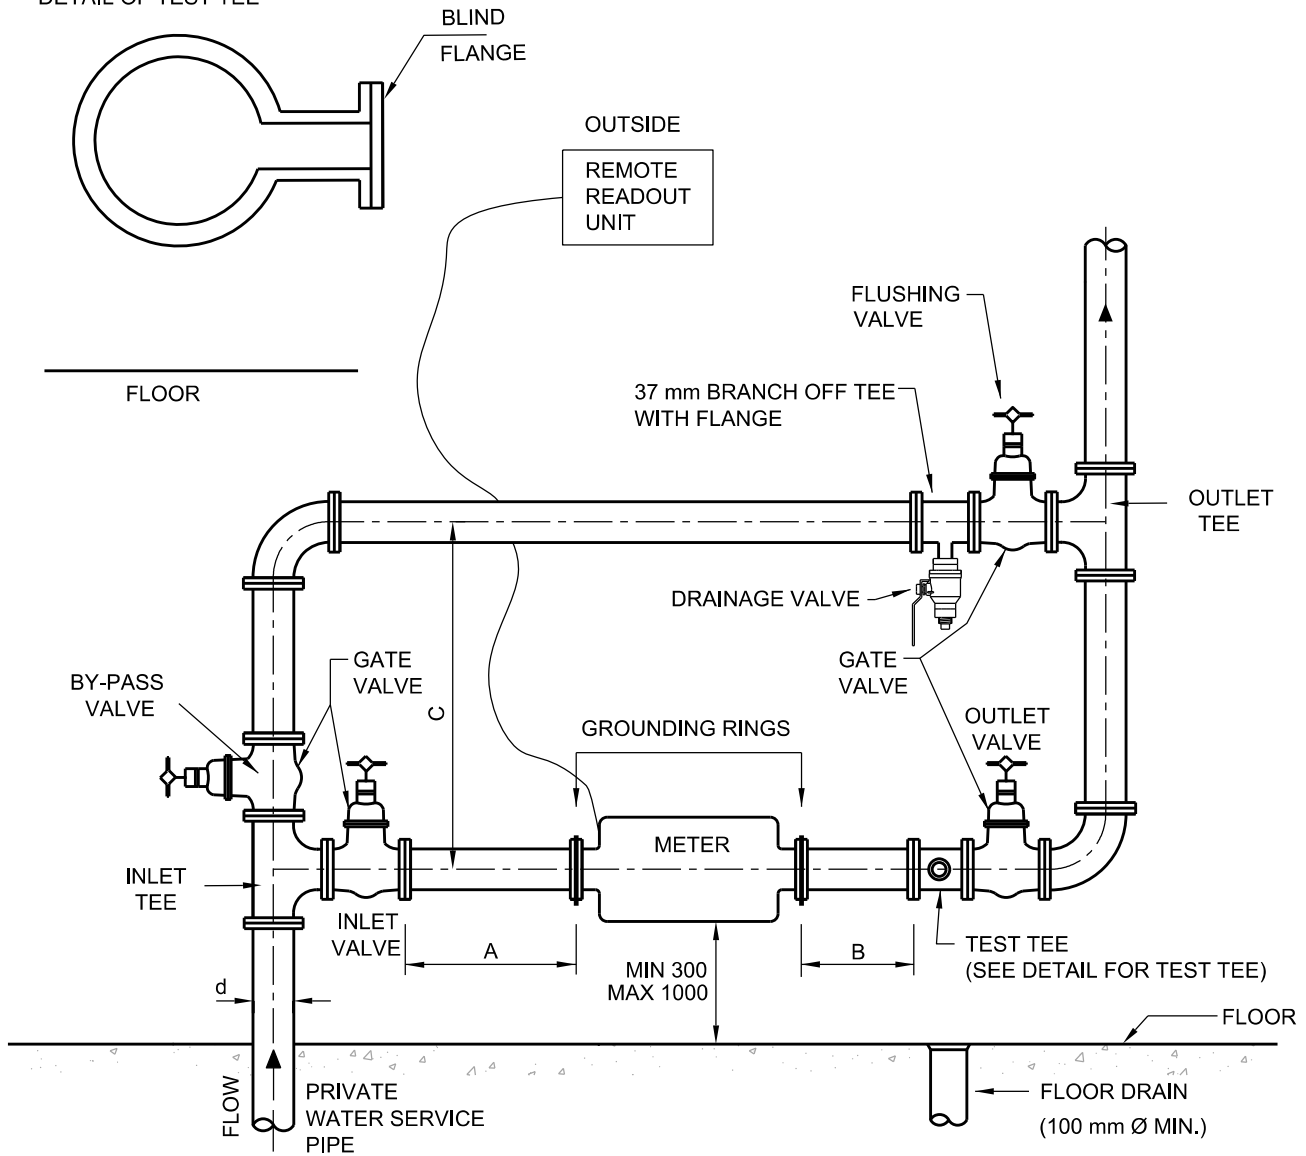 DETAIL OF TEST TEE
BLIND
FLANGE
OUTSIDE
REMOTE
READOUT
UNIT
FLUSHING
VALVE
FLOOR
37 mm BRANCH OFF TEE
WITH FLANGE
OUTLET
TEE
DRAINAGE VALVE
GATE
VALVE
BY-PASS
VALVE
C
GATE
VALVE
OUTLET
VALVE
GROUNDING RINGS
METER
INLET
TEE
INLET
VALVE
A
B
TEST TEE
(SEE DETAIL FOR TEST TEE)
MIN 300
MAX 1000
d
FLOOR
FLOW
PRIVATE
WATER SERVICE
PIPE
FLOOR DRAIN
(100 mm Ø MIN.)